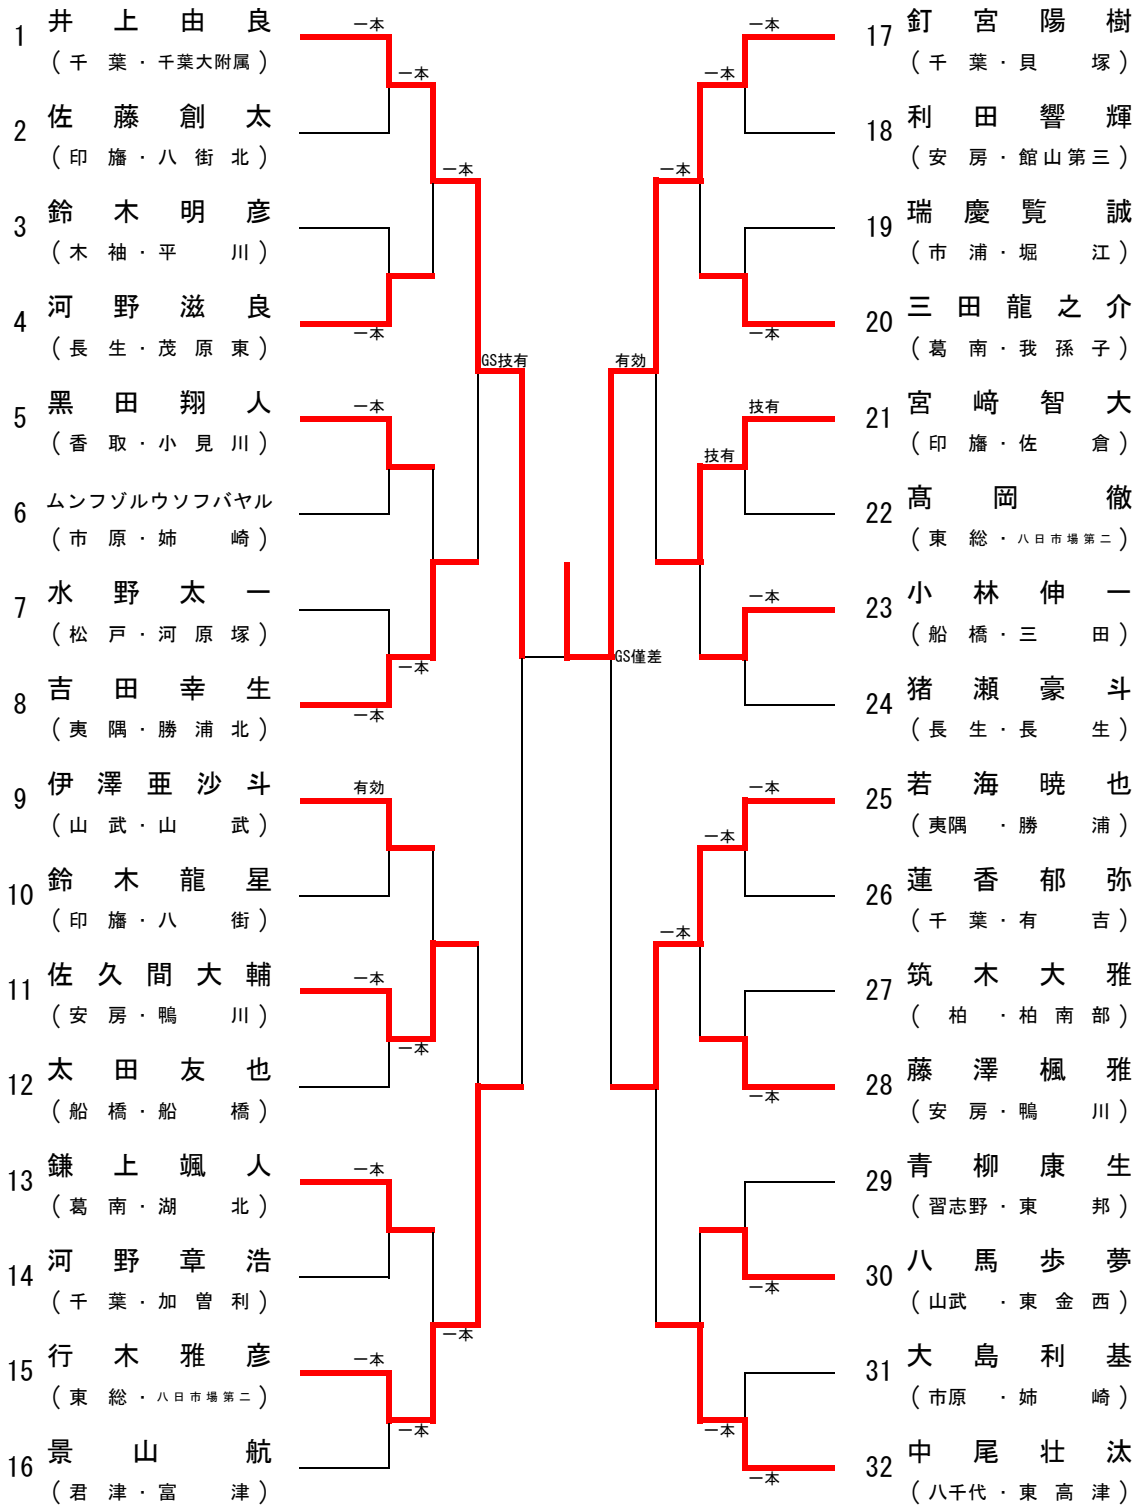 1 井上由良
(千葉・千葉大附属)
2 佐藤創太
(印旛・八街北)
3 鈴木明彦
(木袖・平川)
4 河野滋良
(長生・茂原東)
5 黒田翔人
(香取・小見川)
6 ムンフゾルウソフバヤル
(市原・姉崎)
7 水野太一
(松戸・河原塚)
8 吉田幸生
(夷隅・勝浦北)
9 伊澤亜沙斗
(山武・山武)
10 鈴木龍星
(印旛・八街)
11 佐久間大輔
(安房・鴨川)
12 太田友也
(船橋・船橋)
13 鎌上颯人
(葛南・湖北)
14 河野章浩
(千葉・加曽利)
15 行木雅彦
(東総・八日市場第二)
16 景山航
(君津・富津)
一本
一本
一本
一本
GS技有
一本
一本
一本
有効
一本
一本
一本
一本
一本
一本
GS僅差
一本
一本
一本
一本
有効
技有
技有
一本
一本
一本
一本
一本
一本
一本
一本
17 釘宮陽樹
(千葉・貝塚)
18 利田響輝
(安房・館山第三)
19 瑞慶覧誠
(市浦・堀江)
20 三田龍之介
(葛南・我孫子)
21 宮﨑智大
(印旛・佐倉)
22 髙岡徹
(東総・八日市場第二)
23 小林伸一
(船橋・三田)
24 猪瀬豪斗
(長生・長生)
25 若海暁也
(夷隅・勝浦)
26 蓮香郁弥
(千葉・有吉)
27 筑木大雅
(柏・柏南部)
28 藤澤楓雅
(安房・鴨川)
29 青柳康生
(習志野・東邦)
30 八馬歩夢
(山武・東金西)
31 大島利基
(市原・姉崎)
32 中尾壮汰
(八千代・東高津)